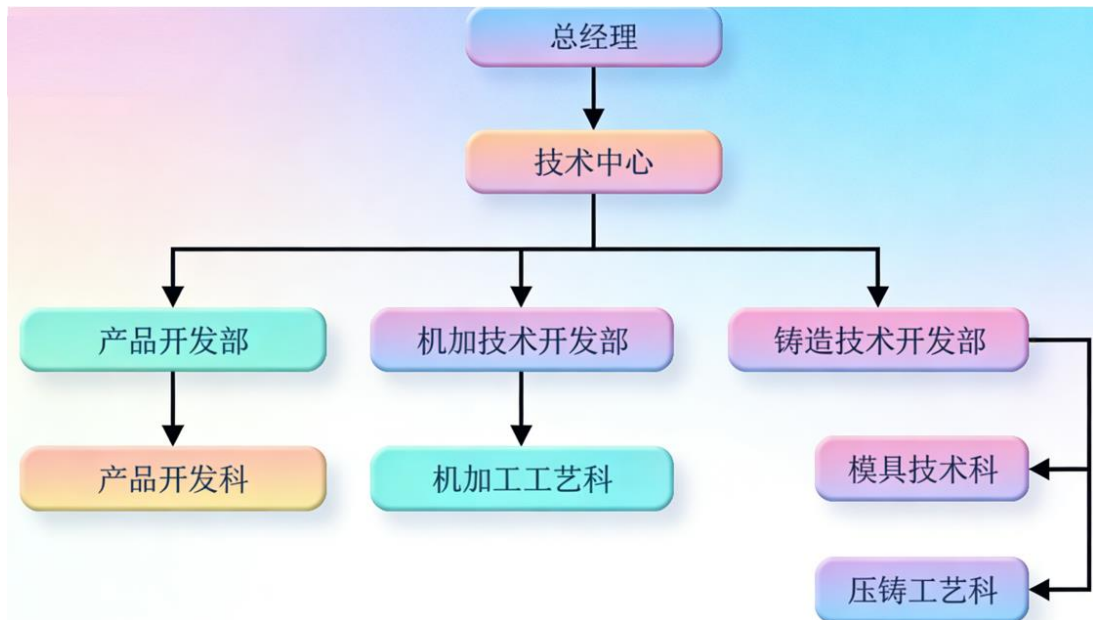 总经理
技术中心
产品开发部
机加技术开发部
铸造技术开发部
产品开发科
机加工工艺科
模具技术科
压铸工艺科